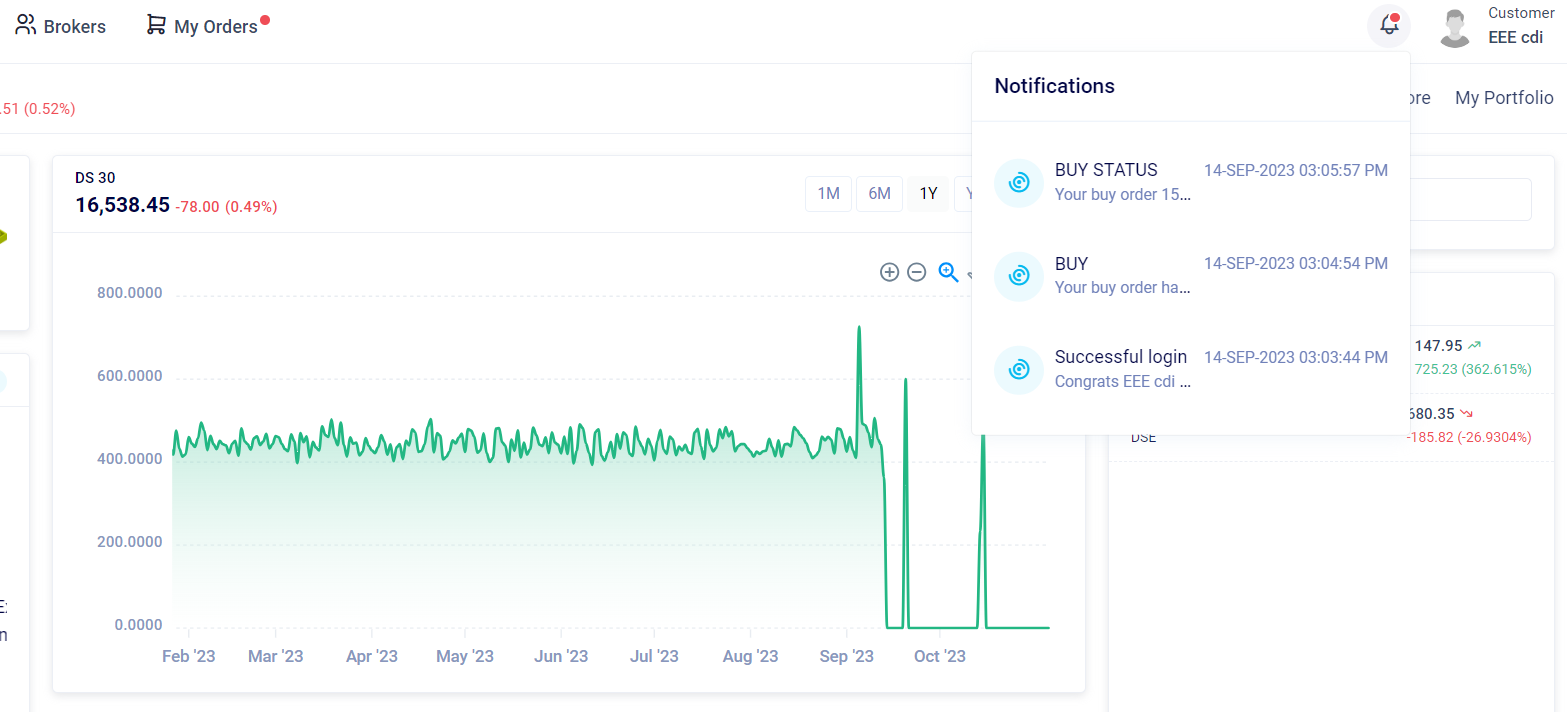 Brokers
My Orders
Customer
EEE cdi
.51 (0.52%)
My Portfolio
Notifications
BUY STATUS 14-SEP-2023 03:05:57 PM
Your buy order 15...
BUY 14-SEP-2023 03:04:54 PM
Your buy order ha...
Successful login 14-SEP-2023 03:03:44 PM
Congrats EEE cdi ...
DS 30
16,538.45 -78.00 (0.49%)
1M 6M 1Y
800.0000
600.0000
400.0000
200.0000
0.0000
Feb '23 Mar '23 Apr '23 May '23 Jun '23 Jul '23 Aug '23 Sep '23 Oct '23
147.95
725.23 (362.615%)
680.35
DSE -185.82 (-26.9304%)